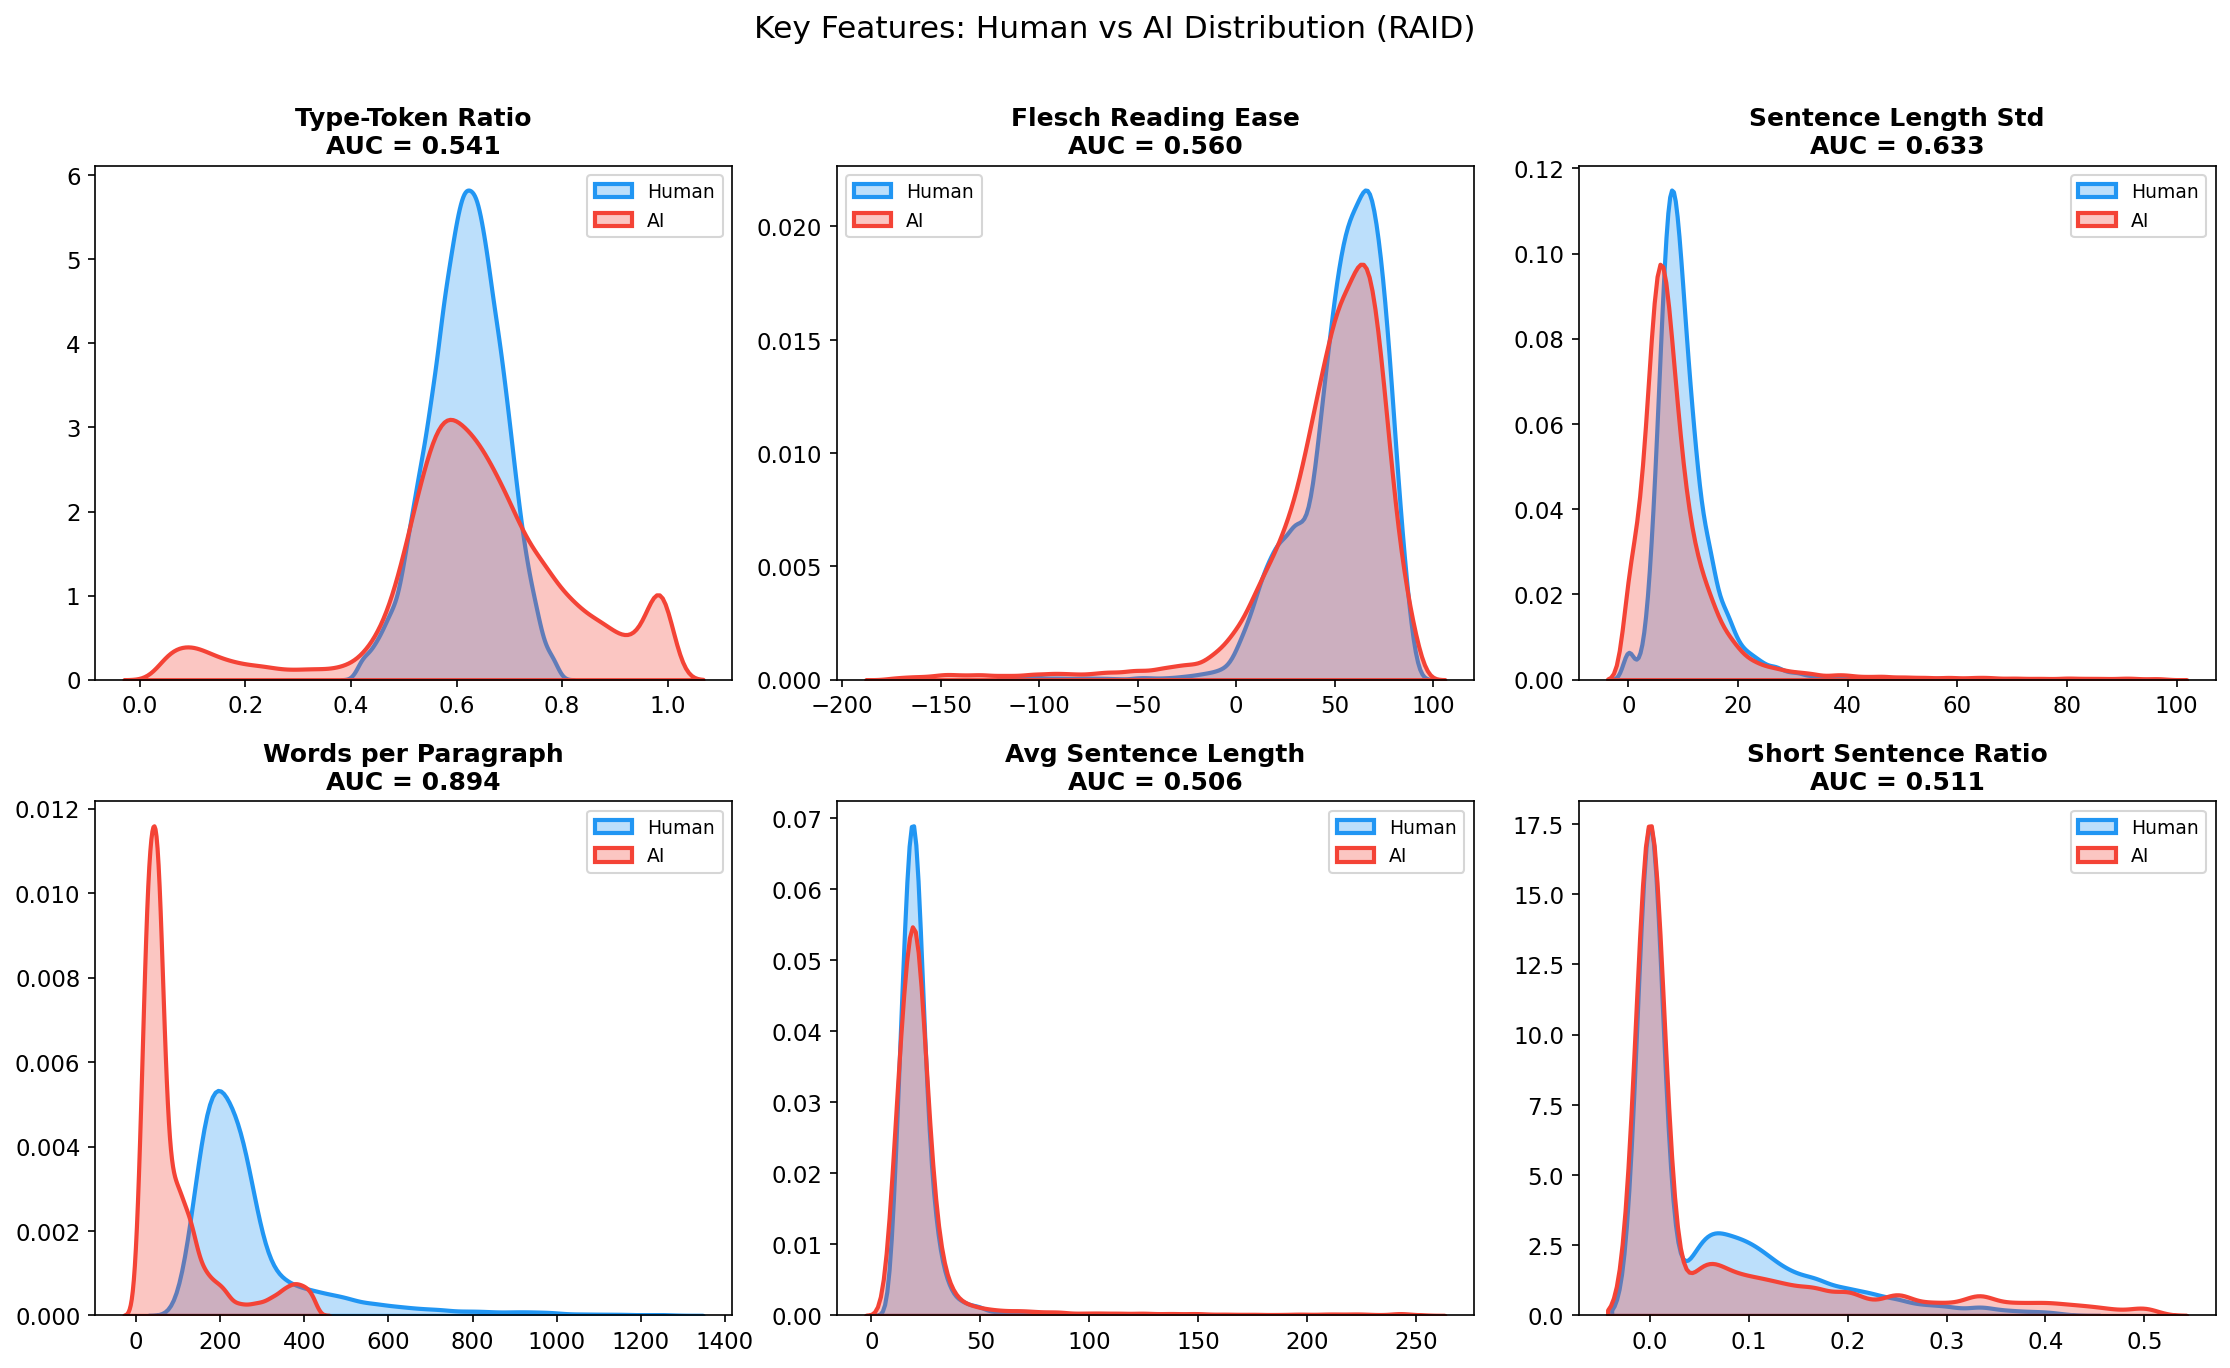 Key Features: Human vs AI Distribution (RAID)
Type-Token Ratio
AUC = 0.541
6
5
4
3
2
1
0
0.0 0.2 0.4 0.6 0.8 1.0
Human
AI
Flesch Reading Ease
AUC = 0.560
0.020
0.015
0.010
0.005
0.000
−200 −150 −100 −50 0 50 100
Human
AI
Sentence Length Std
AUC = 0.633
0.12
0.10
0.08
0.06
0.04
0.02
0.00
0 20 40 60 80 100
Human
AI
Words per Paragraph
AUC = 0.894
0.012
0.010
0.008
0.006
0.004
0.002
0.000
0 200 400 600 800 1000 1200 1400
Human
AI
Avg Sentence Length
AUC = 0.506
0.07
0.06
0.05
0.04
0.03
0.02
0.01
0.00
0 50 100 150 200 250
Human
AI
Short Sentence Ratio
AUC = 0.511
17.5
15.0
12.5
10.0
7.5
5.0
2.5
0.0
0.0 0.1 0.2 0.3 0.4 0.5
Human
AI